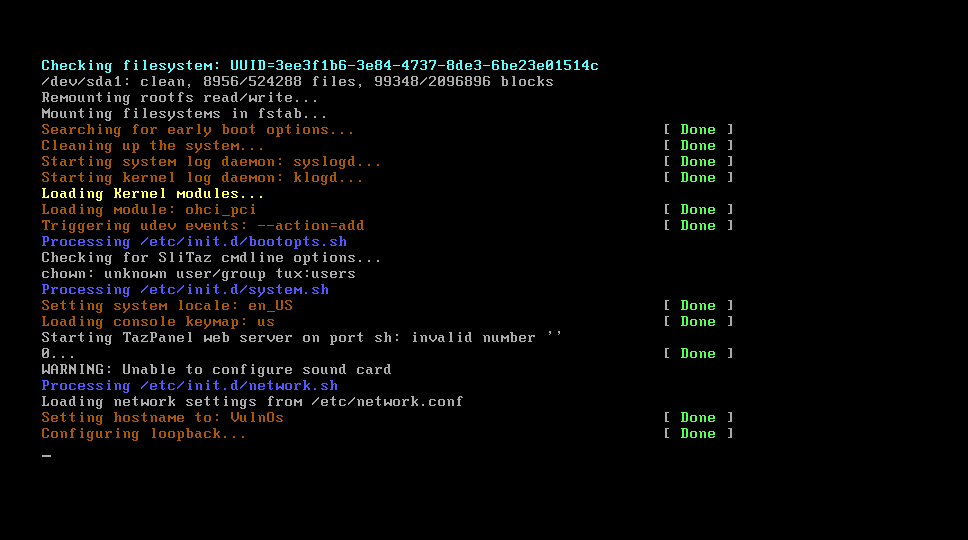 Checking filesystem: UUID=3ee3f1b6-3e84-4737-8de3-6be23e01514c
/dev/sda1: clean, 8956/524288 files, 99348/2096896 blocks
Remounting rootfs read/write...
Mounting filesystems in fstab...
Searching for early boot options... [ Done ]
Cleaning up the system... [ Done ]
Starting system log daemon: syslogd... [ Done ]
Starting kernel log daemon: klogd... [ Done ]
Loading Kernel modules...
Loading module: ohci_pci [ Done ]
Triggering udev events: --action=add [ Done ]
Processing /etc/init.d/bootopts.sh
Checking for SliTaz cmdline options...
chown: unknown user/group tux:users
Processing /etc/init.d/system.sh
Setting system locale: en_US [ Done ]
Loading console keymap: us [ Done ]
Starting TazPanel web server on port sh: invalid number ''
0... [ Done ]
WARNING: Unable to configure sound card
Processing /etc/init.d/network.sh
Loading network settings from /etc/network.conf
Setting hostname to: VulnOs [ Done ]
Configuring loopback... [ Done ]
_